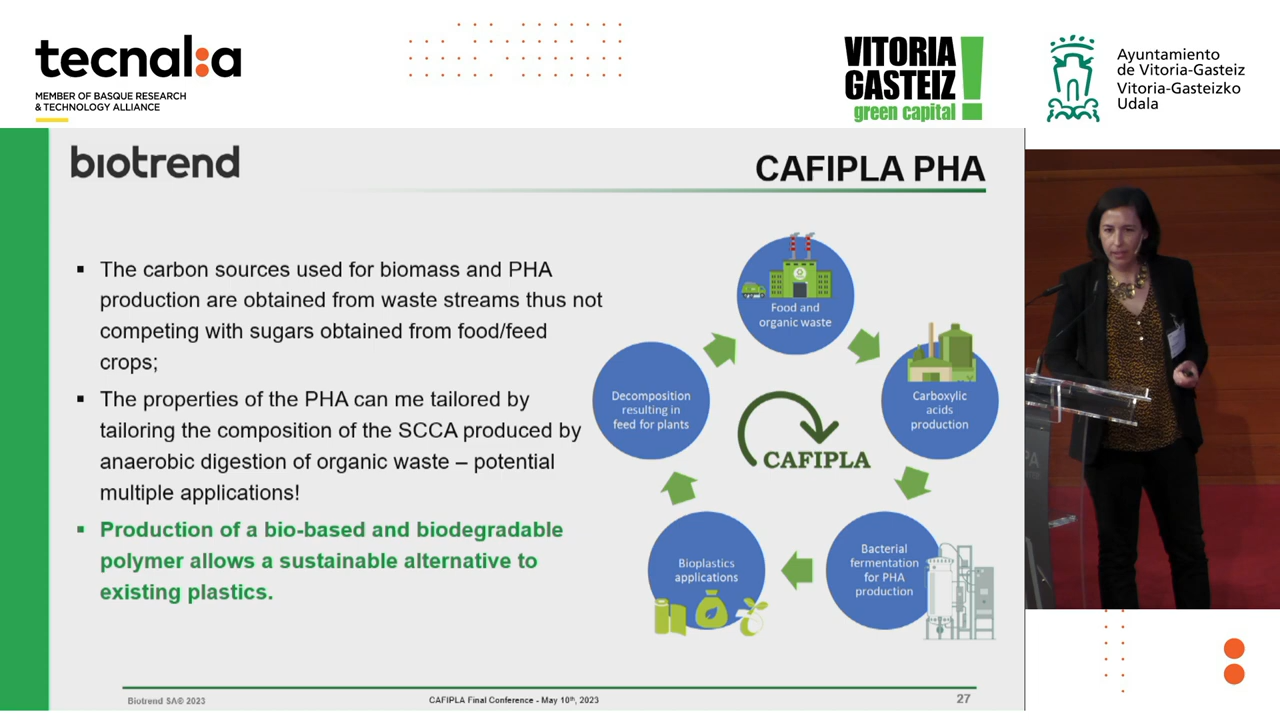 tecnal:a
MEMBER OF BASQUE RESEARCH
& TECHNOLOGY ALLIANCE
VITORIA
GASTEIZ
green capital
Ayuntamiento
de Vitoria-Gasteiz
Vitoria-Gasteizko
Udala
biotrend
CAFIPLA PHA
▪ The carbon sources used for biomass and PHA
production are obtained from waste streams thus not
competing with sugars obtained from food/feed
crops;
▪ The properties of the PHA can me tailored by
tailoring the composition of the SCCA produced by
anaerobic digestion of organic waste – potential
multiple applications!
▪ Production of a bio-based and biodegradable
polymer allows a sustainable alternative to
existing plastics.
Food and
organic waste
Carboxylic
acids
production
Bacterial
fermentation
for PHA
production
Bioplastics
applications
Decomposition
resulting in
feed for plants
CAFIPLA
Biotrend SA© 2023
CAFIPLA Final Conference - May 10th, 2023
27